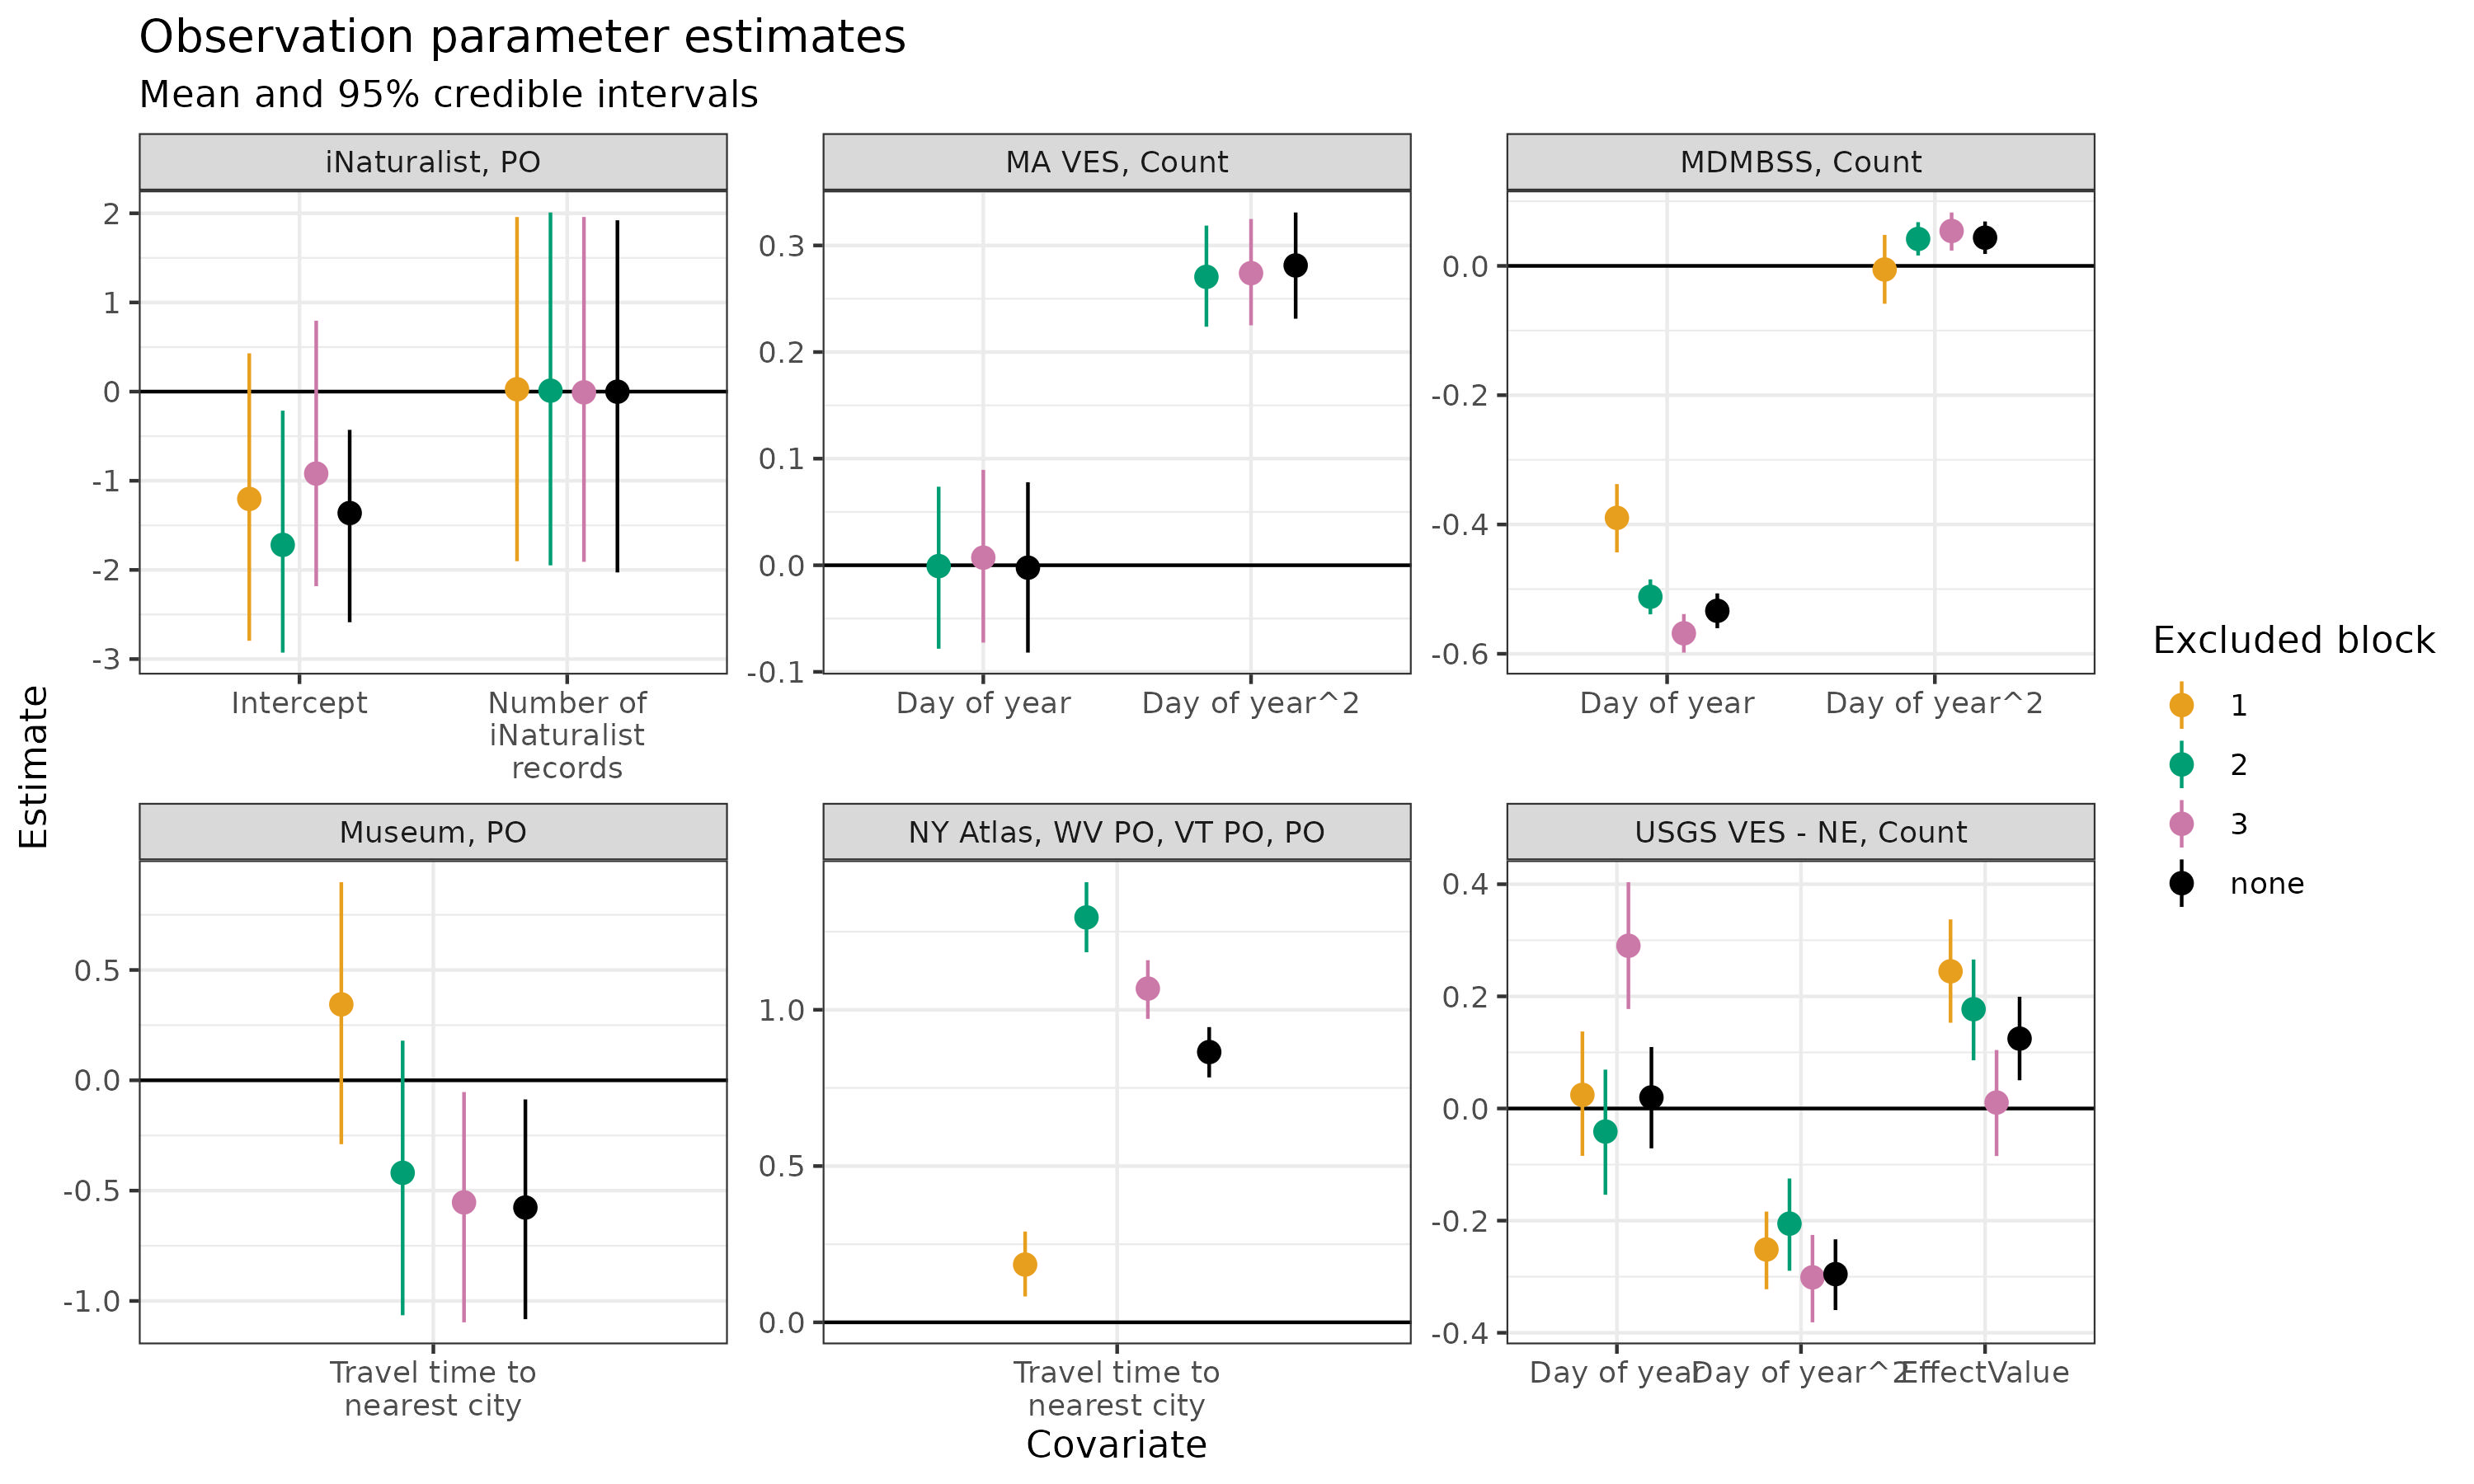 Observation parameter estimates
Mean and 95% credible intervals
iNaturalist, PO
2
1
0
-1
-2
-3
Intercept
Number of
iNaturalist
records
MA VES, Count
0.3
0.2
0.1
0.0
-0.1
Day of year
Day of year^2
MDMBSS, Count
0.0
-0.2
-0.4
-0.6
Day of year
Day of year^2
Estimate
Museum, PO
0.5
0.0
-0.5
-1.0
Travel time to
nearest city
NY Atlas, WV PO, VT PO, PO
1.0
0.5
0.0
Travel time to
nearest city
USGS VES - NE, Count
0.4
0.2
0.0
-0.2
-0.4
Day of year
Day of year^2
EffectValue
Covariate
Excluded block
1
2
3
none